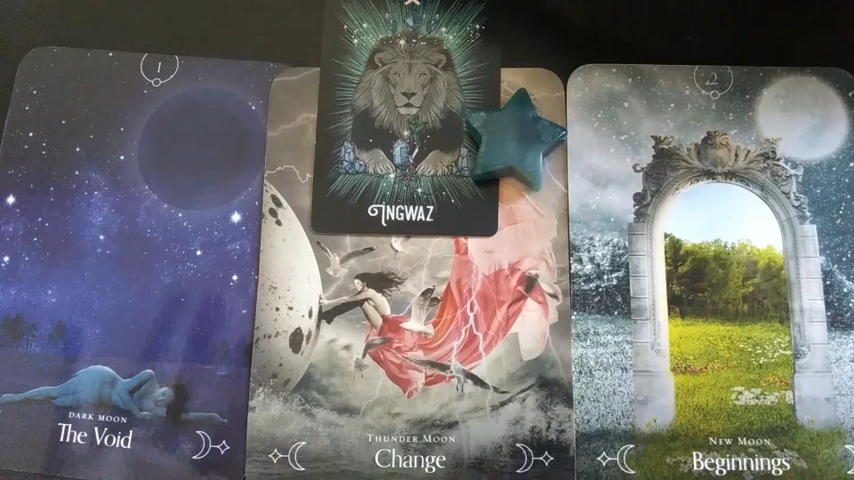 1
DARK MOON
The Void
INGWAZ
THUNDER MOON
Change
2
NEW MOON
Beginnings